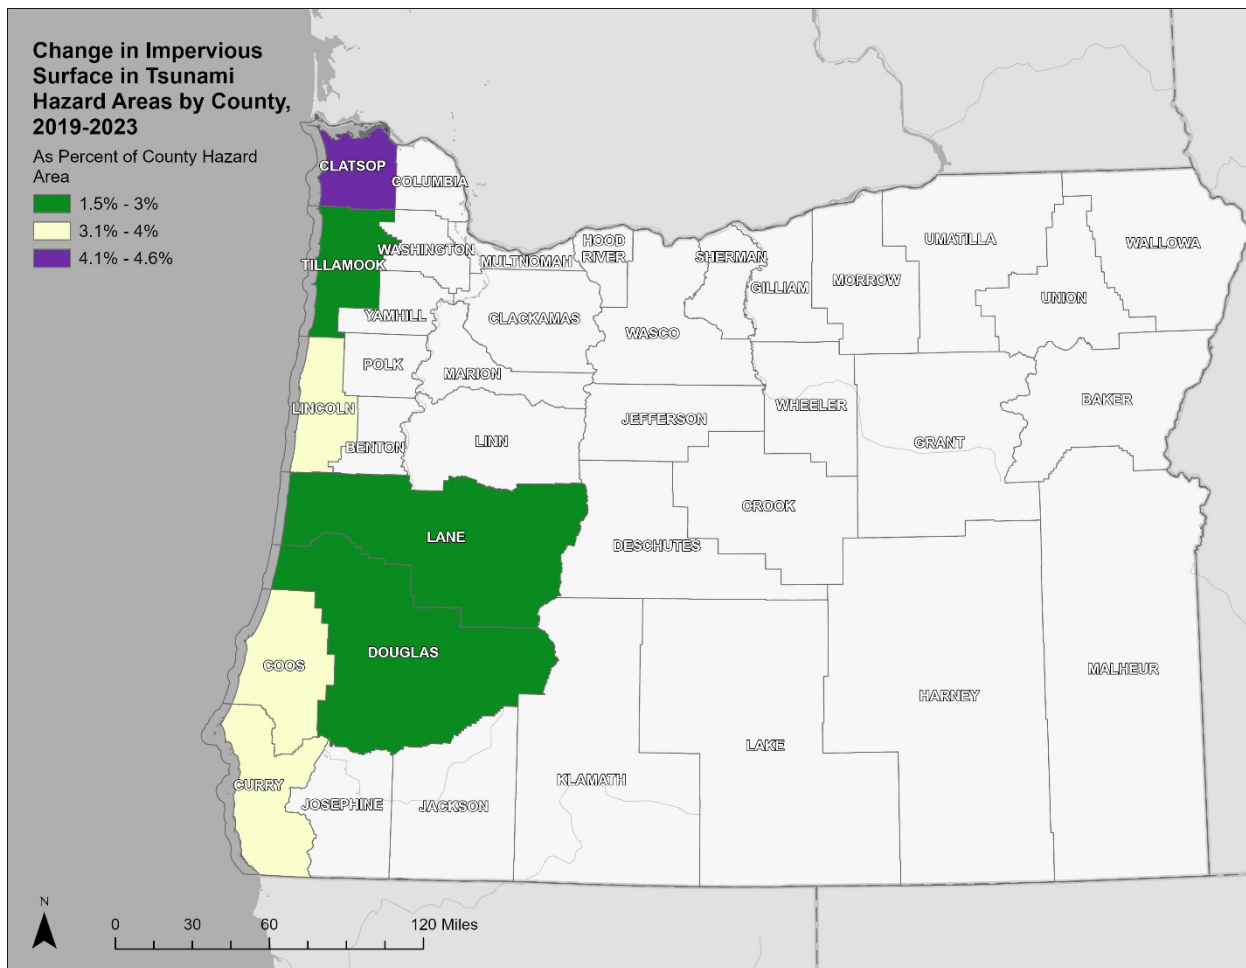 Change in Impervious
Surface in Tsunami
Hazard Areas by County,
2019-2023
As Percent of County Hazard
Area
1.5% - 3%
3.1% - 4%
4.1% - 4.6%
CLATSOP
COLUMBIA
TILLAMOOK
WASHINGTON
MULTNOMAH
HOOD
RIVER
SHERMAN
GILLIAM
MORROW
UMATILLA
UNION
WALLOWA
YAMHILL
CLACKAMAS
WASCO
POLK
MARION
LINCOLN
BENTON
LINN
JEFFERSON
WHEELER
GRANT
BAKER
LANE
DESCHUTES
CROOK
COOS
DOUGLAS
HARNEY
MALHEUR
CURRY
JOSEPHINE
JACKSON
KLAMATH
LAKE
N
0 30 60 120 Miles